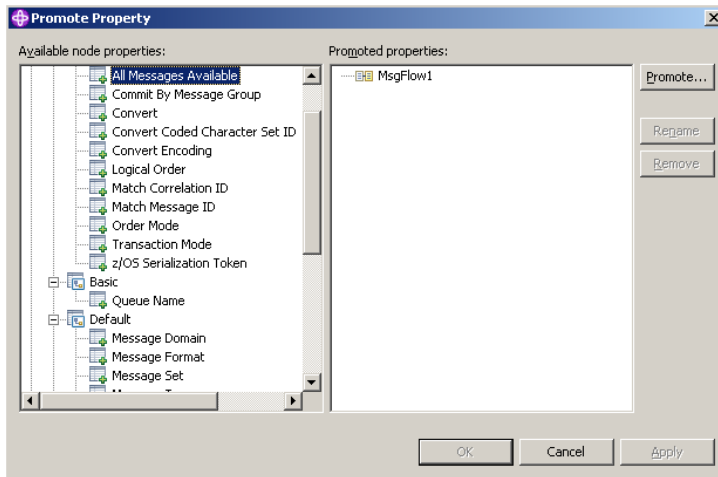 Promote Property
Available node properties:
Promoted properties:
All Messages Available
Commit By Message Group
Convert
Convert Coded Character Set ID
Convert Encoding
Logical Order
Match Correlation ID
Match Message ID
Order Mode
Transaction Mode
z/OS Serialization Token
Basic
Queue Name
Default
Message Domain
Message Format
Message Set
MsgFlow1
Promote...
Rename
Remove
OK
Cancel
Apply